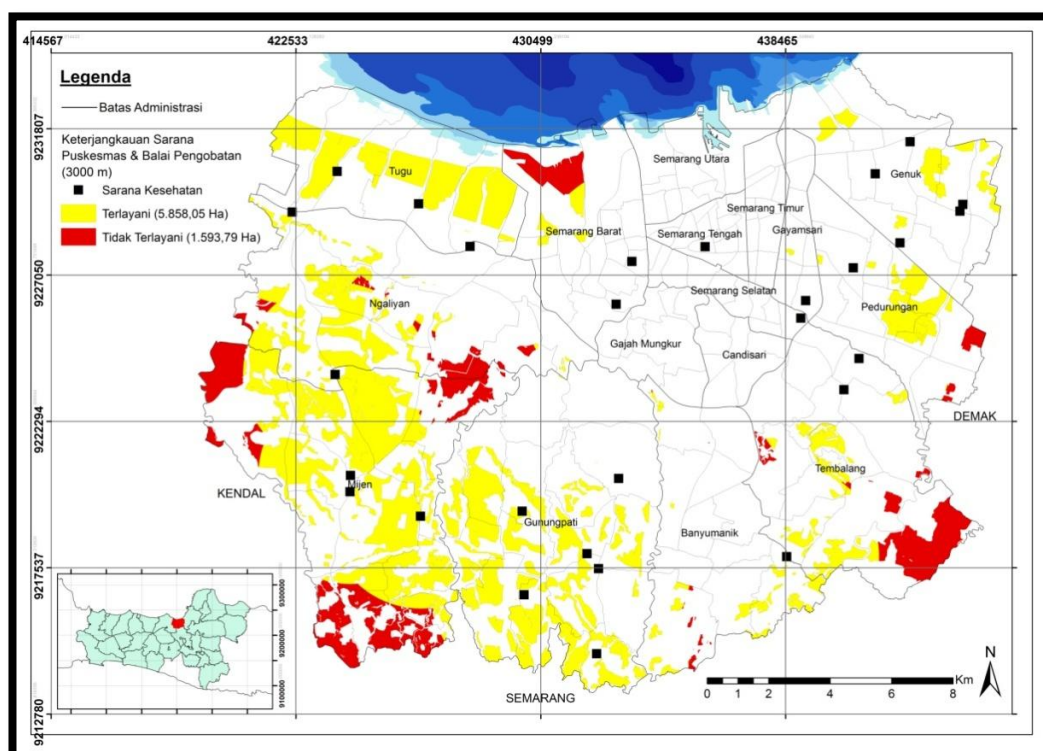 414567
422533
430499
438465
9231807
9227050
9222294
9217537
9212780
Legenda
Batas Administrasi
Keterjangkauan Sarana
Puskesmas & Balai Pengobatan
(3000 m)
Sarana Kesehatan
Terlayani (5.858,05 Ha)
Tidak Terlayani (1.593,79 Ha)
Tugu
Semarang Utara
Genuk
Semarang Timur
Semarang Barat
Semarang Tengah
Gayamsari
Ngaliyan
Semarang Selatan
Pedurungan
Gajah Mungkur
Candisari
DEMAK
Tembalang
KENDAL
Mijen
Gunungpati
Banyumanik
SEMARANG
9300000
9200000
9100000
N
0 1 2 4 6 8
Km